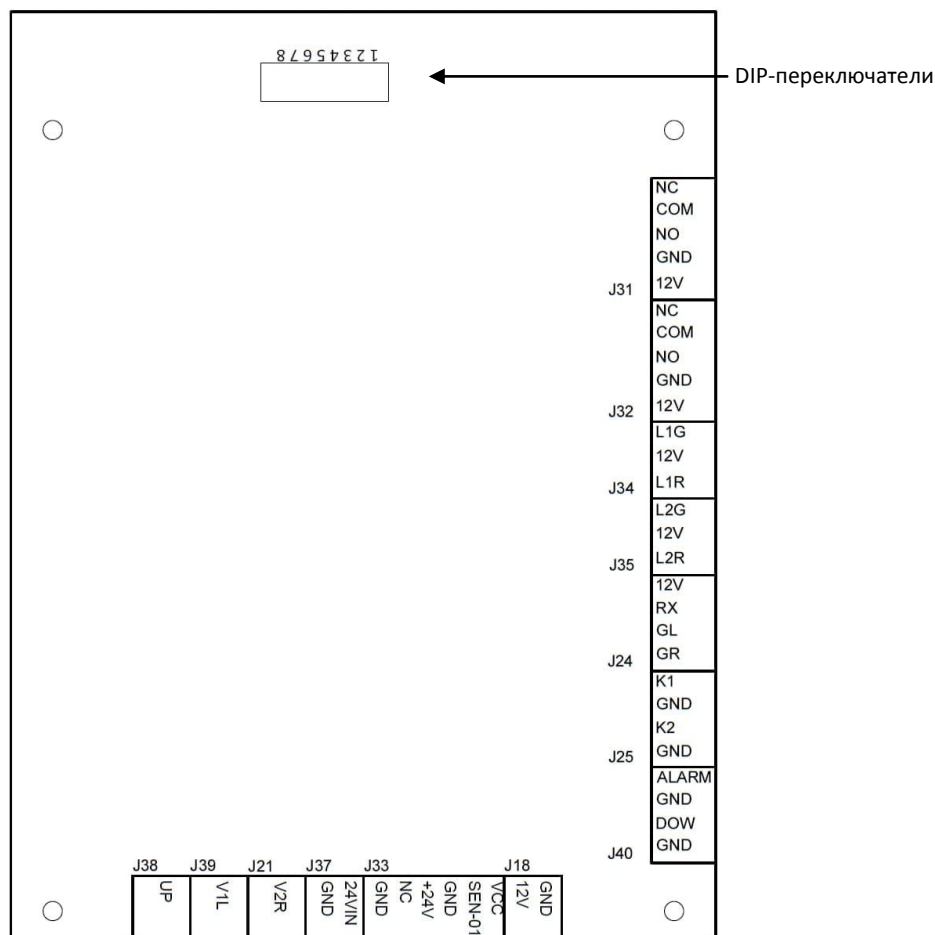 12345678
DIP-переключатели
NC
COM
NO
GND
12V
J31
NC
COM
NO
GND
12V
J32
L1G
12V
L1R
J34
L2G
12V
L2R
J35
12V
RX
GL
GR
J24
K1
GND
K2
GND
J25
ALARM
GND
DOW
GND
J40
J38
J39
J21
J37
J33
J18
UP
V1L
V2R
GND
24VIN
GND
NC
+24V
GND
SEN-01
VCC
12V
GND